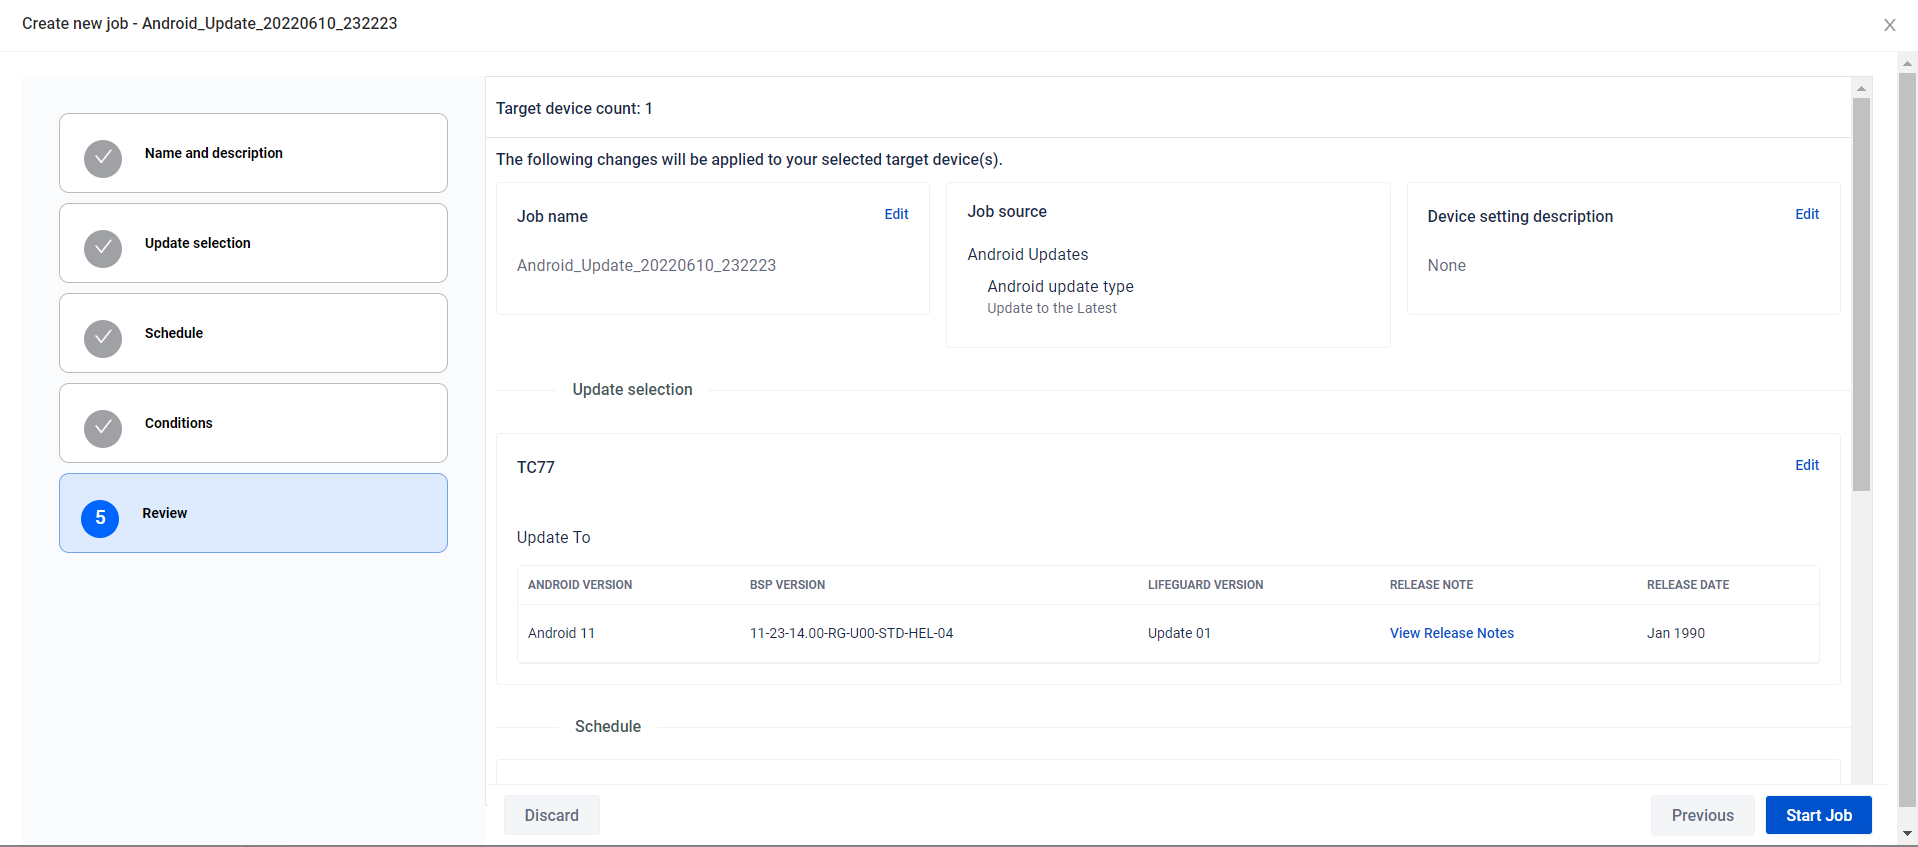 Create new job - Android_Update_20220610_232223
X
Name and description
Update selection
Schedule
Conditions
5 Review
Target device count: 1
The following changes will be applied to your selected target device(s).
Job name Edit
Android_Update_20220610_232223
Job source
Android Updates
Android update type
Update to the Latest
Device setting description Edit
None
Update selection
TC77 Edit
Update To
ANDROID VERSION BSP VERSION LIFEGUARD VERSION RELEASE NOTE RELEASE DATE
Android 11 11-23-14.00-RG-U00-STD-HEL-04 Update 01 View Release Notes Jan 1990
Schedule
Discard Previous Start Job